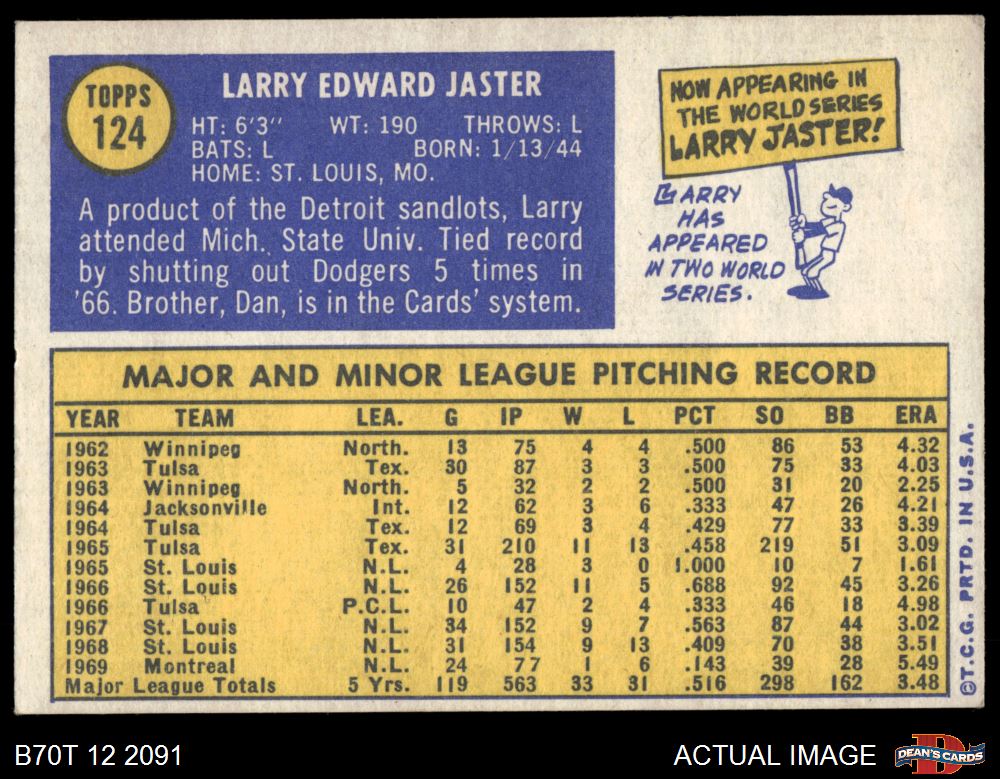 TOPPS
124
LARRY EDWARD JASTER
HT: 6'3" WT: 190 THROWS: L
BATS: L BORN: 1/13/44
HOME: ST. LOUIS, MO.
A product of the Detroit sandlots, Larry
attended Mich. State Univ. Tied record
by shutting out Dodgers 5 times in
'66. Brother, Dan, is in the Cards' system.
NOW APPEARING IN
THE WORLD SERIES
LARRY JASTER!
LARRY
HAS
APPEARED
IN TWO WORLD
SERIES.
MAJOR AND MINOR LEAGUE PITCHING RECORD
YEAR TEAM LEA. G IP W L PCT SO BB ERA
1962 Winnipeg North. 13 75 4 4 .500 86 53 4.32
1963 Tulsa Tex. 30 87 3 3 .500 75 33 4.03
1963 Winnipeg North. 5 32 2 2 .500 31 20 2.25
1964 Jacksonville Int. 12 62 3 6 .333 47 26 4.21
1964 Tulsa Tex. 12 69 3 4 .429 77 33 3.39
1965 Tulsa Tex. 31 210 11 13 .458 219 51 3.09
1965 St. Louis N.L. 4 28 3 0 1.000 10 7 1.61
1966 St. Louis N.L. 26 152 11 5 .688 92 45 3.26
1966 Tulsa P.C.L. 10 47 2 4 .333 46 18 4.98
1967 St. Louis N.L. 34 152 9 7 .563 87 44 3.02
1968 St. Louis N.L. 31 154 9 13 .409 70 38 3.51
1969 Montreal N.L. 24 77 1 6 .143 39 28 5.49
Major League Totals 5 Yrs. 119 563 33 31 .516 298 162 3.48
©T.C.G. PRTD. IN U.S.A.
B70T 12 2091
ACTUAL IMAGE
DEAN'S CARDS